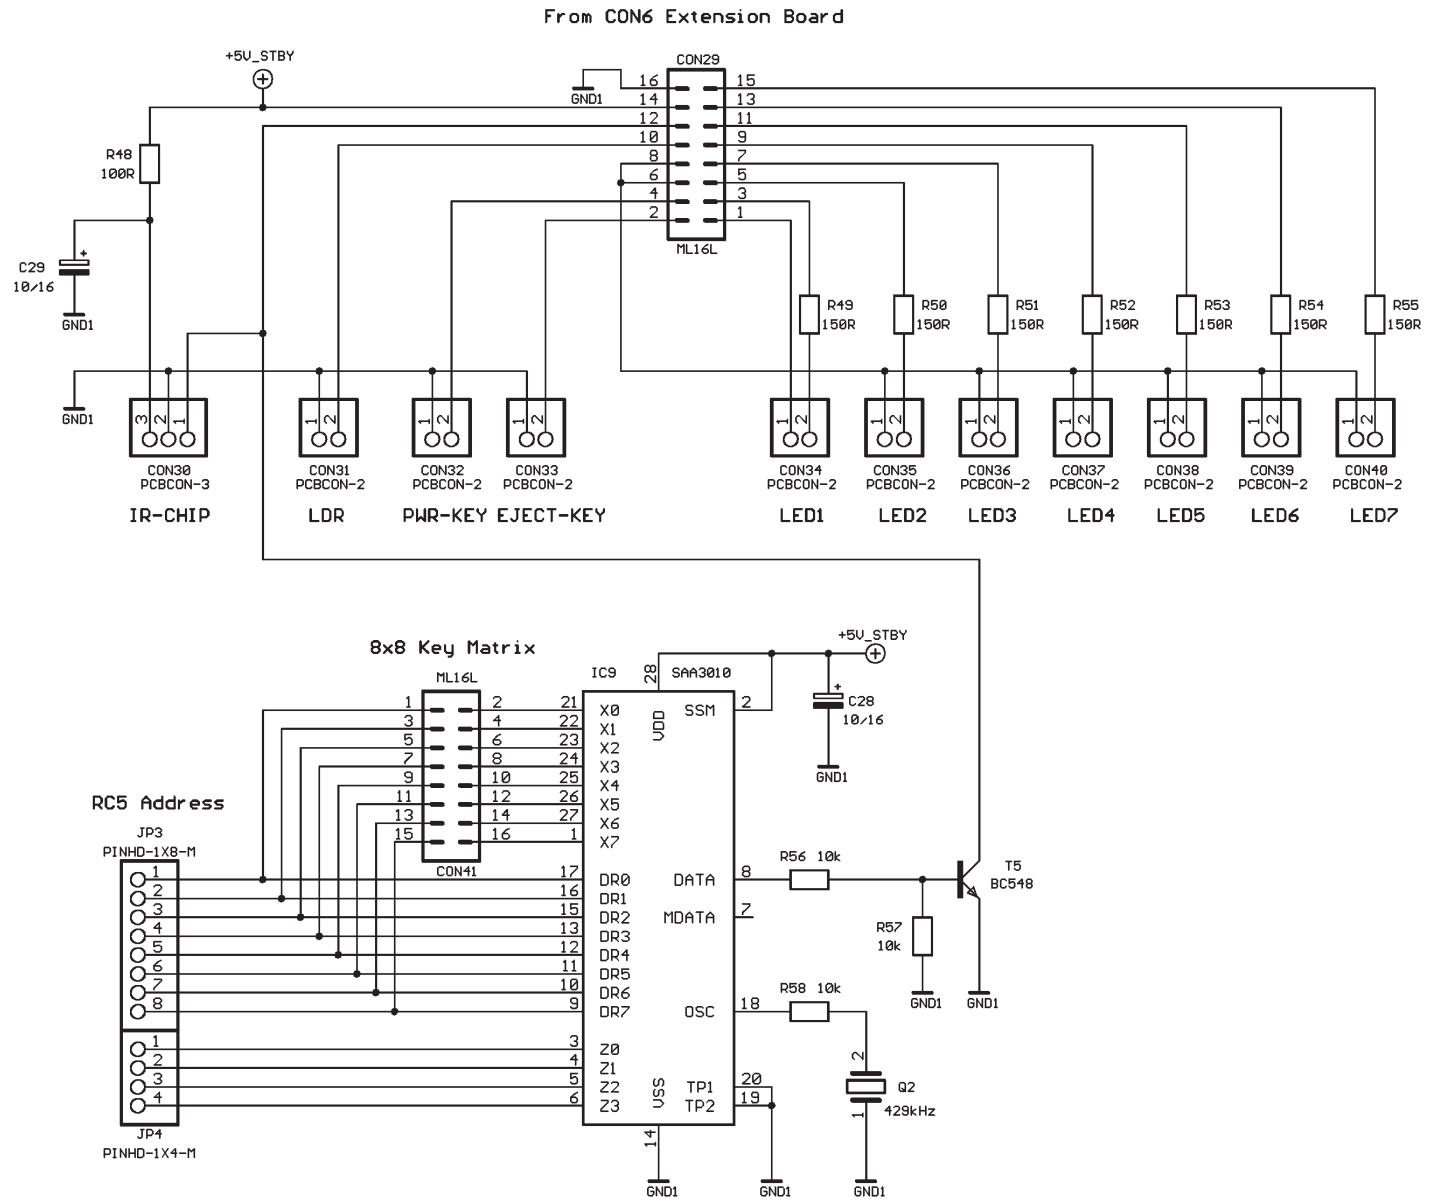 From CON6 Extension Board
+5V_STBY
CON29
GND1
16 15
14 13
12 11
10 9
8 7
6 5
4 3
2 1
ML16L
R48
100R
C29
+
10/16
GND1
R49 150R
R50 150R
R51 150R
R52 150R
R53 150R
R54 150R
R55 150R
GND1
3 2 1
1 2
1 2
1 2
1 2
1 2
1 2
1 2
1 2
1 2
1 2
CON30 CON31 CON32 CON33 CON34 CON35 CON36 CON37 CON38 CON39 CON40
PCBCON-3 PCBCON-2 PCBCON-2 PCBCON-2 PCBCON-2 PCBCON-2 PCBCON-2 PCBCON-2 PCBCON-2 PCBCON-2 PCBCON-2
IR-CHIP LDR PWR-KEY EJECT-KEY LED1 LED2 LED3 LED4 LED5 LED6 LED7
8x8 Key Matrix
ML16L
IC9 28 SAA3010
+5V_STBY
+
C28
10/16
GND1
1 2 21 X0
3 4 22 X1
5 6 23 X2
7 8 24 X3
9 10 25 X4
11 12 26 X5
13 14 27 X6
15 16 1 X7
CON41
VDD
SSM 2
RC5 Address
JP3
PINHD-1X8-M
1 17 DR0
2 16 DR1
3 15 DR2
4 13 DR3
5 12 DR4
6 11 DR5
7 10 DR6
8 9 DR7
1 3 Z0
2 4 Z1
3 5 Z2
4 6 Z3
JP4
PINHD-1X4-M
DATA 8
MDATA 7
OSC 18
TP1 20
TP2 19
VSS
14
GND1
GND1
R56 10k
T5
BC548
R57
10k
GND1
GND1
R58 10k
2
Q2
429kHz
1
GND1